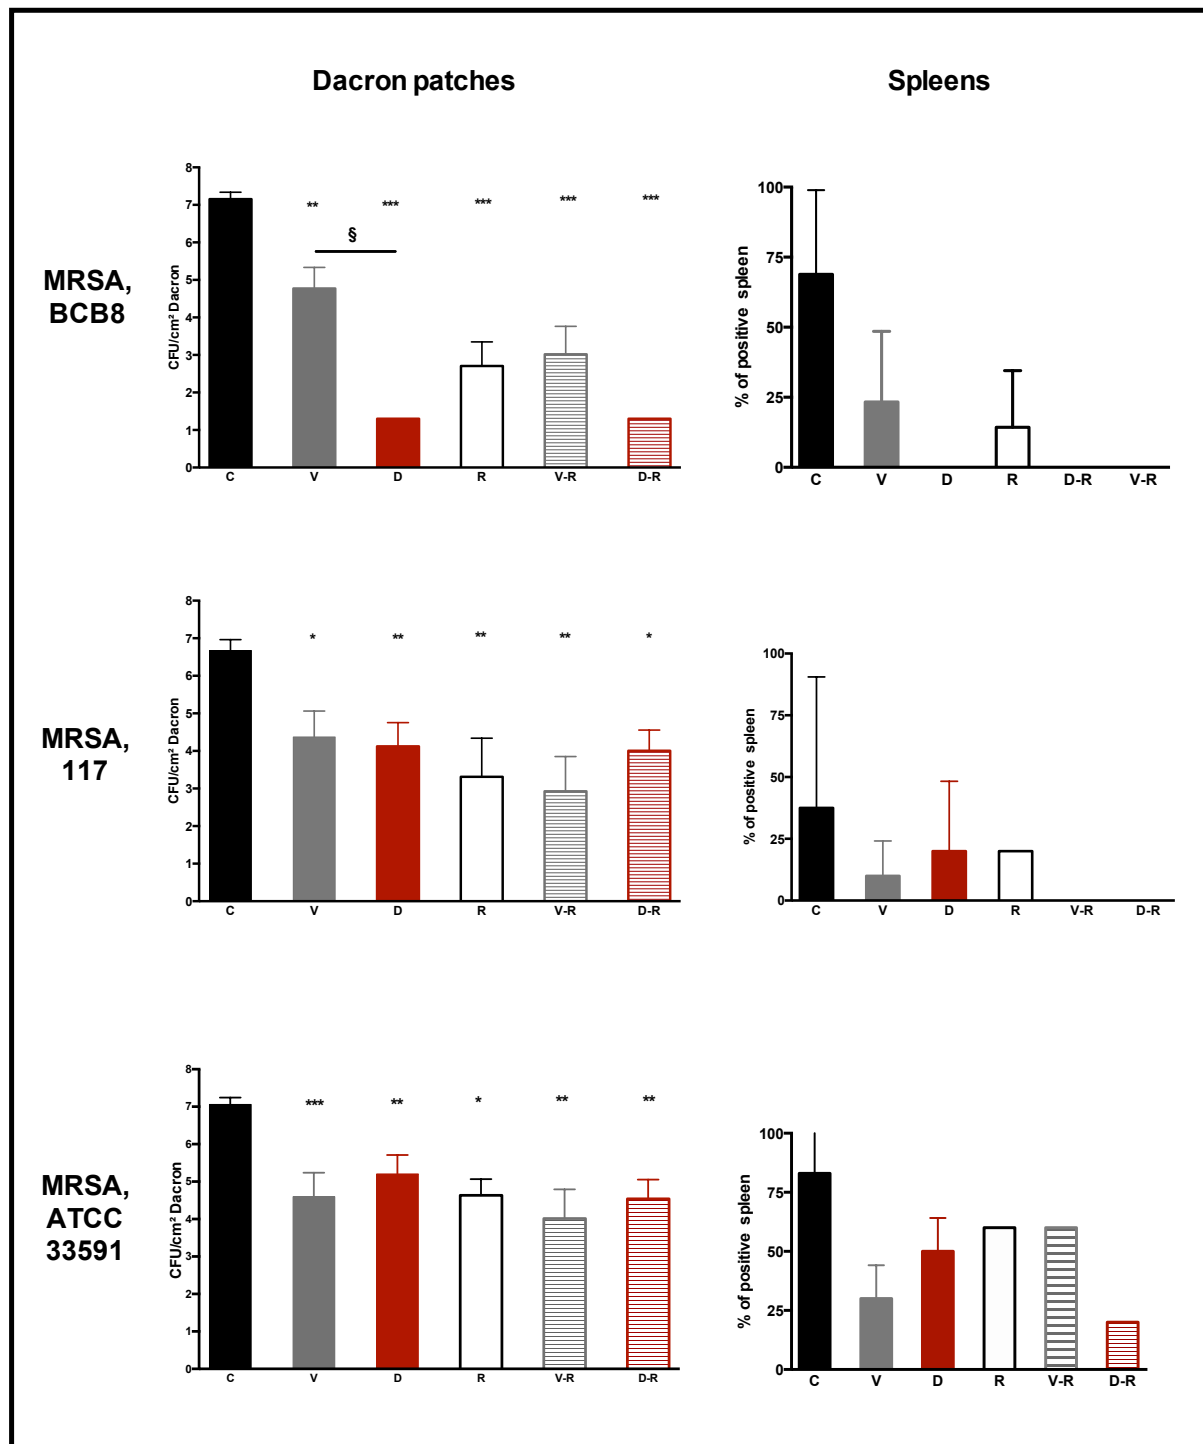 Dacron patches
Spleens
MRSA,
BCB8
CFU/cm² Dacron
8
7
6
5
4
3
2
1
0
** *** *** *** ***
§
C V D R V-R D-R
% of positive spleen
100
75
50
25
0
C V D R D-R V-R
MRSA,
117
CFU/cm² Dacron
8
7
6
5
4
3
2
1
0
* ** ** ** *
C V D R V-R D-R
% of positive spleen
100
75
50
25
0
C V D R V-R D-R
MRSA,
ATCC
33591
CFU/cm² Dacron
8
7
6
5
4
3
2
1
0
*** ** * ** **
C V D R V-R D-R
% of positive spleen
100
75
50
25
0
C V D R V-R D-R